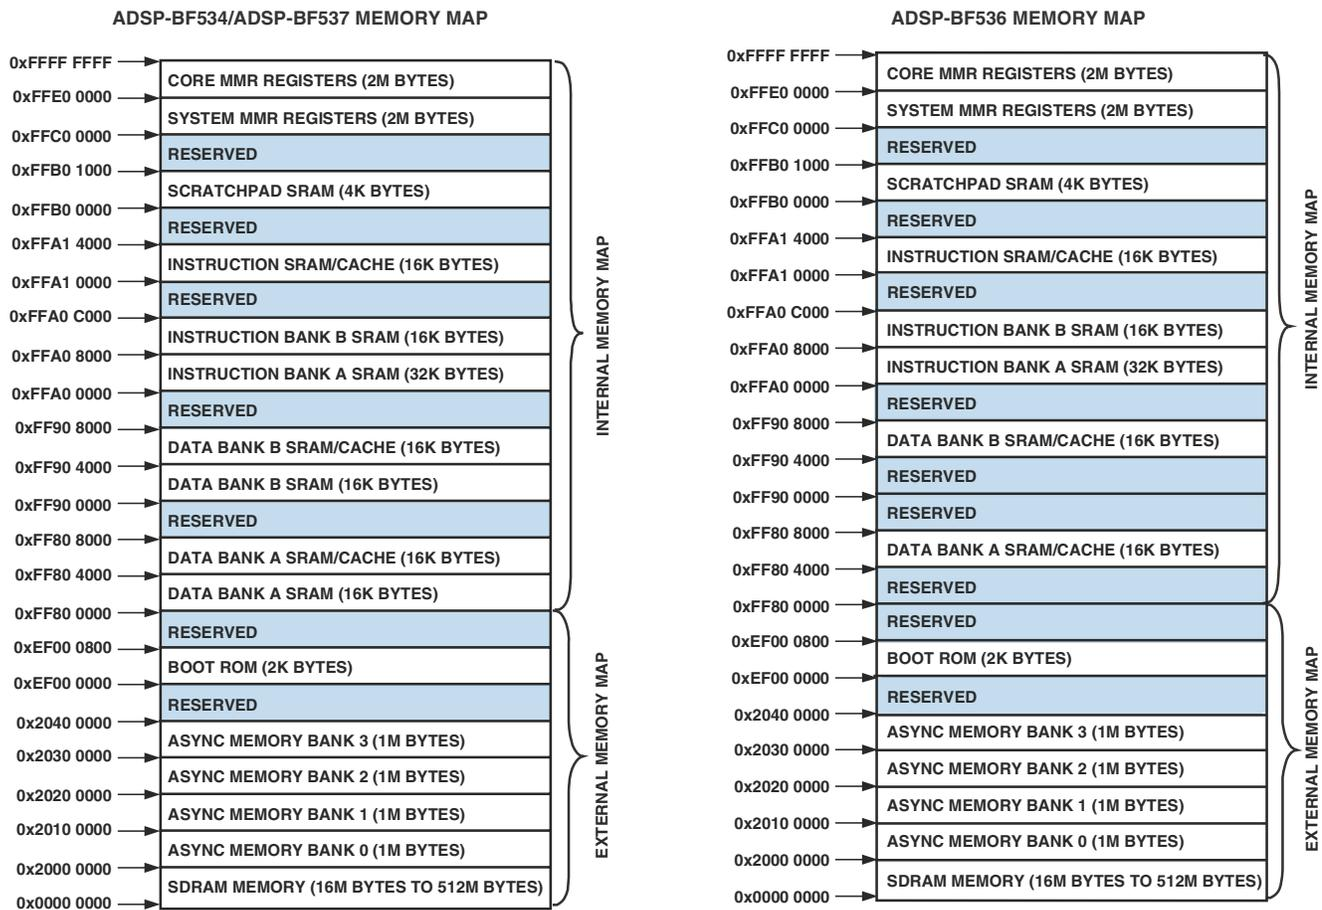 ADSP-BF534/ADSP-BF537 MEMORY MAP
0xFFFF FFFF
CORE MMR REGISTERS (2M BYTES)
0xFFE0 0000
SYSTEM MMR REGISTERS (2M BYTES)
0xFFC0 0000
RESERVED
0xFFB0 1000
SCRATCHPAD SRAM (4K BYTES)
0xFFB0 0000
RESERVED
0xFFA1 4000
INSTRUCTION SRAM/CACHE (16K BYTES)
0xFFA1 0000
RESERVED
0xFFA0 C000
INSTRUCTION BANK B SRAM (16K BYTES)
0xFFA0 8000
INSTRUCTION BANK A SRAM (32K BYTES)
0xFFA0 0000
RESERVED
0xFF90 8000
DATA BANK B SRAM/CACHE (16K BYTES)
0xFF90 4000
DATA BANK B SRAM (16K BYTES)
0xFF90 0000
RESERVED
0xFF80 8000
DATA BANK A SRAM/CACHE (16K BYTES)
0xFF80 4000
DATA BANK A SRAM (16K BYTES)
0xFF80 0000
RESERVED
0xEF00 0800
BOOT ROM (2K BYTES)
0xEF00 0000
RESERVED
0x2040 0000
ASYNC MEMORY BANK 3 (1M BYTES)
0x2030 0000
ASYNC MEMORY BANK 2 (1M BYTES)
0x2020 0000
ASYNC MEMORY BANK 1 (1M BYTES)
0x2010 0000
ASYNC MEMORY BANK 0 (1M BYTES)
0x2000 0000
SDRAM MEMORY (16M BYTES TO 512M BYTES)
0x0000 0000
INTERNAL MEMORY MAP
EXTERNAL MEMORY MAP
ADSP-BF536 MEMORY MAP
0xFFFF FFFF
CORE MMR REGISTERS (2M BYTES)
0xFFE0 0000
SYSTEM MMR REGISTERS (2M BYTES)
0xFFC0 0000
RESERVED
0xFFB0 1000
SCRATCHPAD SRAM (4K BYTES)
0xFFB0 0000
RESERVED
0xFFA1 4000
INSTRUCTION SRAM/CACHE (16K BYTES)
0xFFA1 0000
RESERVED
0xFFA0 C000
INSTRUCTION BANK B SRAM (16K BYTES)
0xFFA0 8000
INSTRUCTION BANK A SRAM (32K BYTES)
0xFFA0 0000
RESERVED
0xFF90 8000
DATA BANK B SRAM/CACHE (16K BYTES)
0xFF90 4000
RESERVED
0xFF90 0000
RESERVED
0xFF80 8000
DATA BANK A SRAM/CACHE (16K BYTES)
0xFF80 4000
RESERVED
0xFF80 0000
RESERVED
0xEF00 0800
BOOT ROM (2K BYTES)
0xEF00 0000
RESERVED
0x2040 0000
ASYNC MEMORY BANK 3 (1M BYTES)
0x2030 0000
ASYNC MEMORY BANK 2 (1M BYTES)
0x2020 0000
ASYNC MEMORY BANK 1 (1M BYTES)
0x2010 0000
ASYNC MEMORY BANK 0 (1M BYTES)
0x2000 0000
SDRAM MEMORY (16M BYTES TO 512M BYTES)
0x0000 0000
INTERNAL MEMORY MAP
EXTERNAL MEMORY MAP